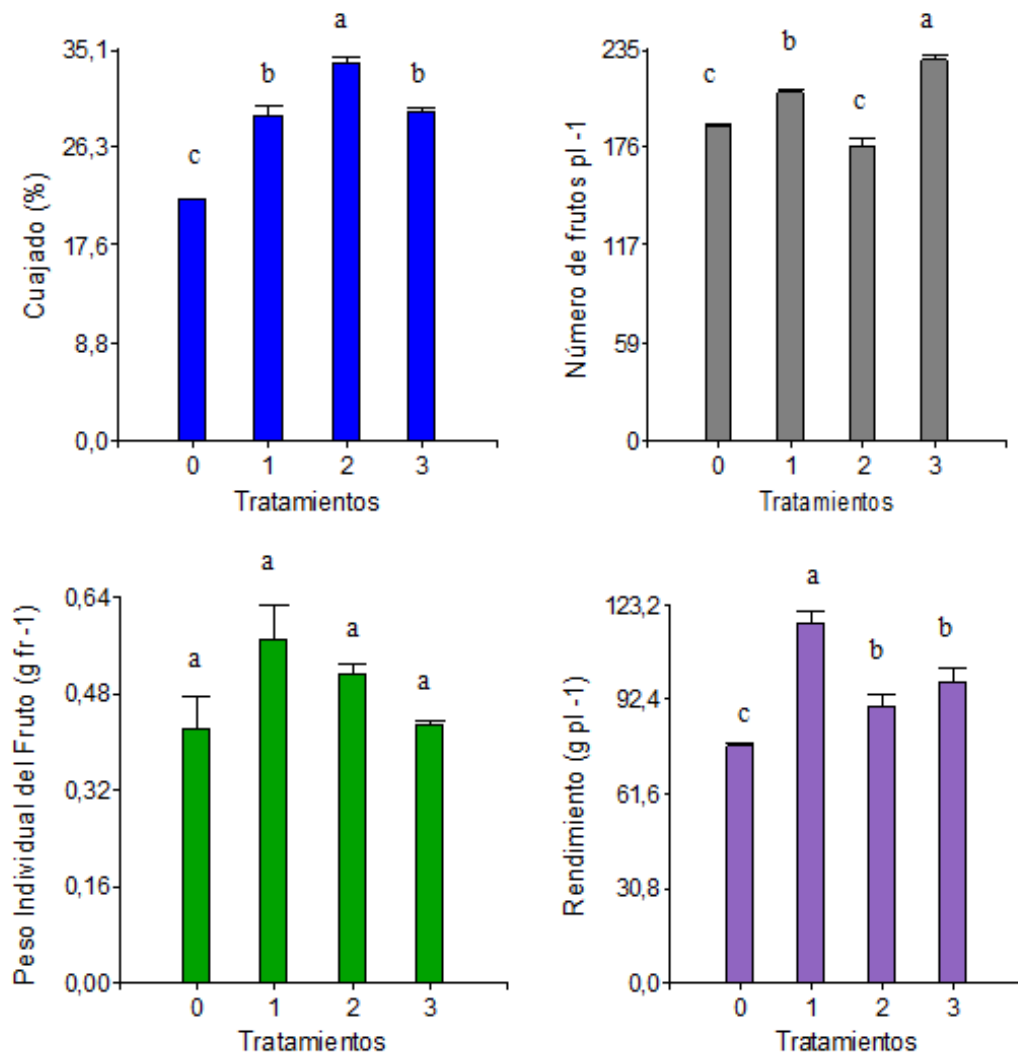 Cuajado (%)
35,1
26,3
17,6
8,8
0,0
c
b
a
b
0 1 2 3
Tratamientos
Número de frutos pl -1
235
176
117
59
0
c
b
c
a
0 1 2 3
Tratamientos
Peso Individual del Fruto (g fr -1)
0,64
0,48
0,32
0,16
0,00
a
a
a
a
0 1 2 3
Tratamientos
Rendimiento (g pl -1)
123,2
92,4
61,6
30,8
0,0
c
a
b
b
0 1 2 3
Tratamientos